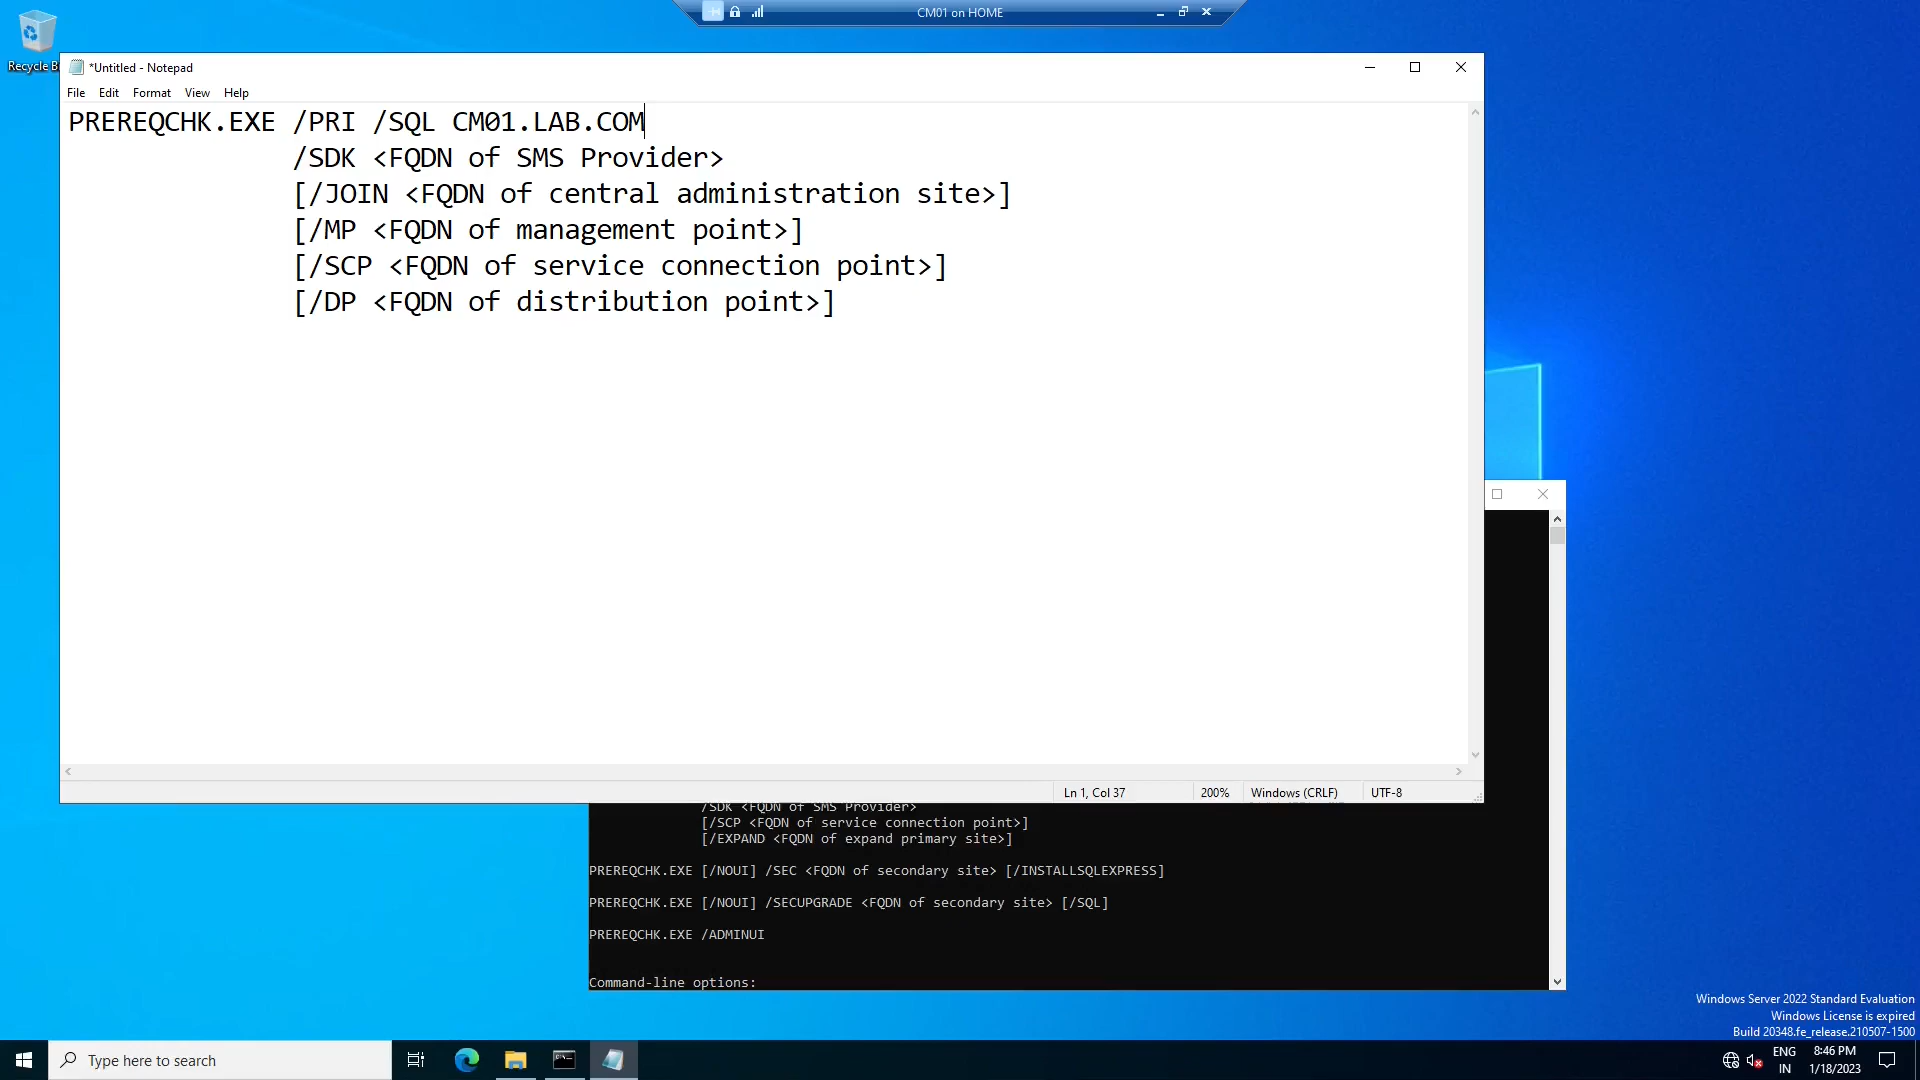 CM01 on HOME
Recycle B
*Untitled - Notepad
File Edit Format View Help
PREREQCHK.EXE /PRI /SQL CM01.LAB.COM
/SDK <FQDN of SMS Provider>
[/JOIN <FQDN of central administration site>]
[/MP <FQDN of management point>]
[/SCP <FQDN of service connection point>]
[/DP <FQDN of distribution point>]
Ln 1, Col 37 200% Windows (CRLF) UTF-8
/SDK <FQDN of SMS Provider>
[/SCP <FQDN of service connection point>]
[/EXPAND <FQDN of expand primary site>]
PREREQCHK.EXE [/NOUI] /SEC <FQDN of secondary site> [/INSTALLSQLEXPRESS]
PREREQCHK.EXE [/NOUI] /SECUPGRADE <FQDN of secondary site> [/SQL]
PREREQCHK.EXE /ADMINUI
Command-line options:
Windows Server 2022 Standard Evaluation
Windows License is expired
Build 20348.fe_release.210507-1500
Type here to search
ENG
IN
8:46 PM
1/18/2023